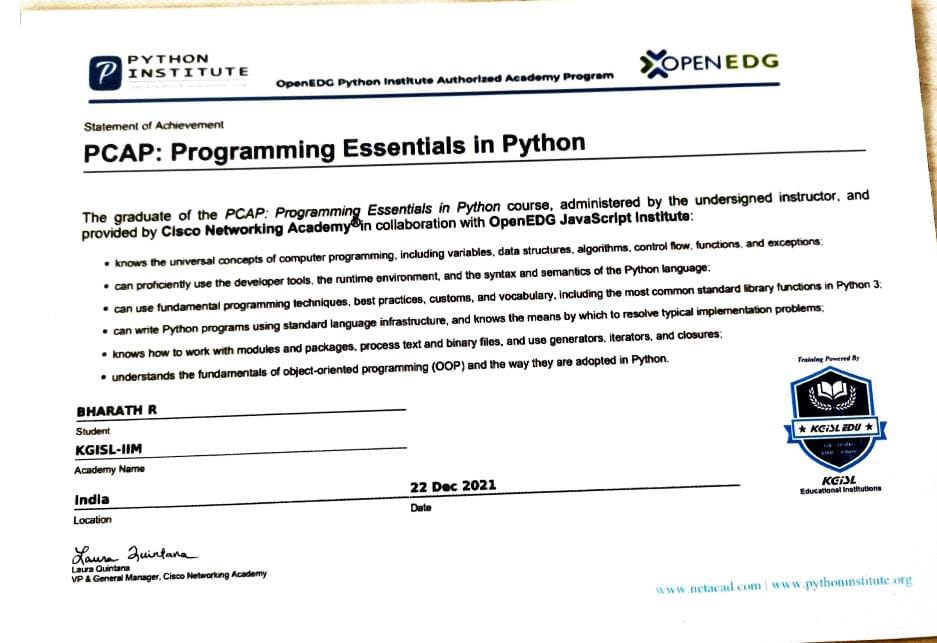 PYTHON
INSTITUTE
OpenEDG Python Institute Authorized Academy Program
OPENEDG
Statement of Achievement
PCAP: Programming Essentials in Python
The graduate of the PCAP: Programming Essentials in Python course, administered by the undersigned instructor, and
provided by Cisco Networking Academy® in collaboration with OpenEDG JavaScript Institute:
• knows the universal concepts of computer programming, including variables, data structures, algorithms, control flow, functions, and exceptions;
• can proficiently use the developer tools, the runtime environment, and the syntax and semantics of the Python language;
• can use fundamental programming techniques, best practices, customs, and vocabulary, including the most common standard library functions in Python 3;
• can write Python programs using standard language infrastructure, and knows the means by which to resolve typical implementation problems;
• knows how to work with modules and packages, process text and binary files, and use generators, iterators, and closures;
• understands the fundamentals of object-oriented programming (OOP) and the way they are adopted in Python.
Training Powered By
★ KGiSL EDU ★
KGiSL
Educational Institutions
BHARATH R
Student
KGISL-IIM
Academy Name
India
Location
22 Dec 2021
Date
Laura Quintana
Laura Quintana
VP & General Manager, Cisco Networking Academy
www.netacad.com | www.pythoninstitute.org